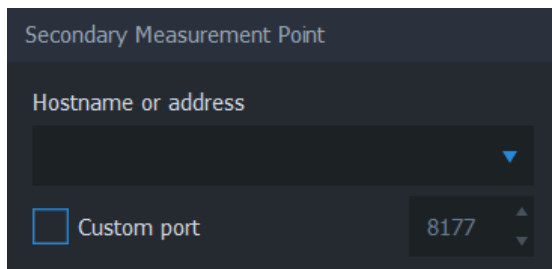 Secondary Measurement Point
Hostname or address
Custom port 8177